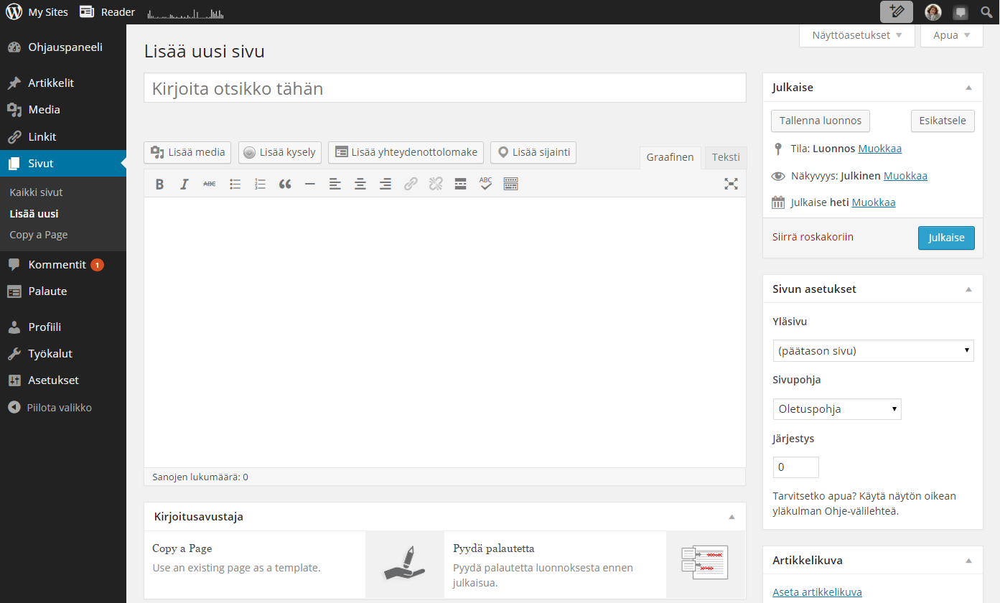 My Sites
Reader
Ohjauspaneeli
Artikkelit
Media
Linkit
Sivut
Kaikki sivut
Lisää uusi
Copy a Page
Kommentit 1
Palaute
Profiili
Työkalut
Asetukset
Piilota valikko
Näyttöasetukset
Apua
Lisää uusi sivu
Kirjoita otsikko tähän
Lisää media
Lisää kysely
Lisää yhteydenottolomake
Lisää sijainti
Graafinen
Teksti
B I ABC ABC
Sanojen lukumäärä: 0
Kirjoitusavustaja
Copy a Page
Use an existing page as a template.
Pyydä palautetta
Pyydä palautetta luonnoksesta ennen
julkaisua.
Julkaise
Tallenna luonnos
Esikatsele
Tila: Luonnos Muokkaa
Näkyvyys: Julkinen Muokkaa
Julkaise heti Muokkaa
Siirrä roskakoriin
Julkaise
Sivun asetukset
Yläsivu
(päätason sivu)
Sivupohja
Oletuspohja
Järjestys
0
Tarvitsetko apua? Käytä näytön oikean
yläkulman Ohje-välilehteä.
Artikkelikuva
Aseta artikkelikuva